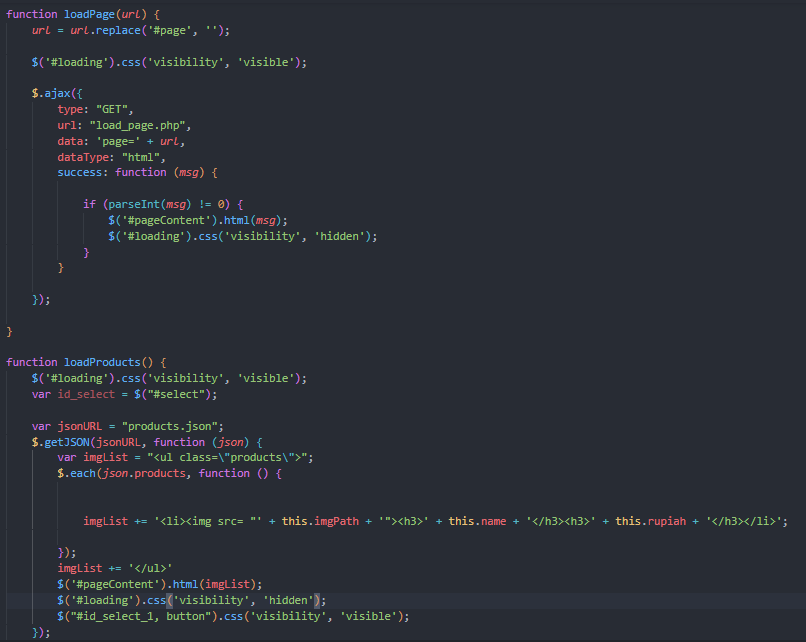 function loadPage(url) {
url = url.replace('#page', '');
$('#loading').css('visibility', 'visible');
$.ajax({
type: "GET",
url: "load_page.php",
data: 'page=' + url,
dataType: "html",
success: function (msg) {
if (parseInt(msg) != 0) {
$('#pageContent').html(msg);
$('#loading').css('visibility', 'hidden');
}
}
});
}
function loadProducts() {
$('#loading').css('visibility', 'visible');
var id_select = $("#select");
var jsonURL = "products.json";
$.getJSON(jsonURL, function (json) {
var imgList = "<ul class=\"products\">";
$.each(json.products, function () {
imgList += '<li><img src= "' + this.imgPath + '"><h3>' + this.name + '</h3><h3>' + this.rupiah + '</h3></li>';
});
imgList += '</ul>'
$('#pageContent').html(imgList);
$('#loading').css('visibility', 'hidden');
$("#id_select_1, button").css('visibility', 'visible');
});